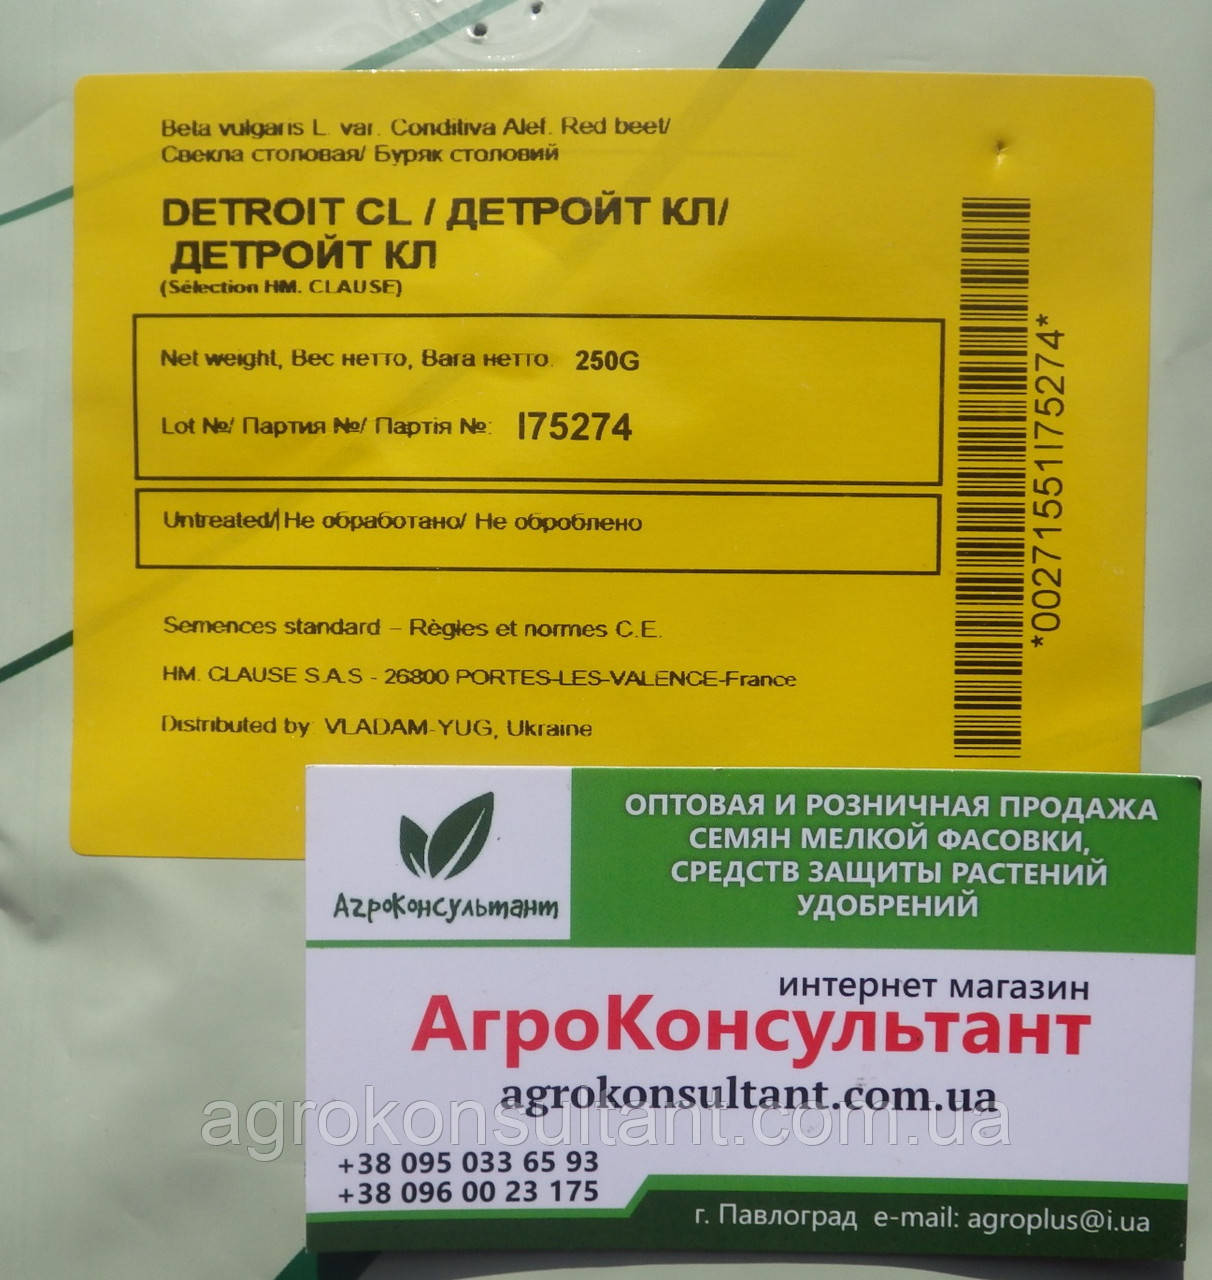 Beta vulgaris L. var. Conditiva Alef. Red beet/
Свекла столовая/ Буряк столовий
DETROIT CL / ДЕТРОЙТ КЛ/
ДЕТРОЙТ КЛ
(Sélection HM. CLAUSE)
Net weight, Вес нетто, Вага нетто: 250G
Lot №/ Партия №/ Партія №: I75274
Untreated/ Не обработано/ Не оброблено
Semences standard – Règles et normes C.E.
HM. CLAUSE S.A.S - 26800 PORTES-LES-VALENCE-France
Distributed by: VLADAM-YUG, Ukraine
*00271551I75274*
АгроКонсультант
ОПТОВАЯ И РОЗНИЧНАЯ ПРОДАЖА
СЕМЯН МЕЛКОЙ ФАСОВКИ,
СРЕДСТВ ЗАЩИТЫ РАСТЕНИЙ
УДОБРЕНИЙ
интернет магазин
АгроКонсультант
agrokonsultant.com.ua
agrokonsultant.com.ua
+38 095 033 65 93
+38 096 00 23 175
г. Павлоград e-mail: agroplus@i.ua